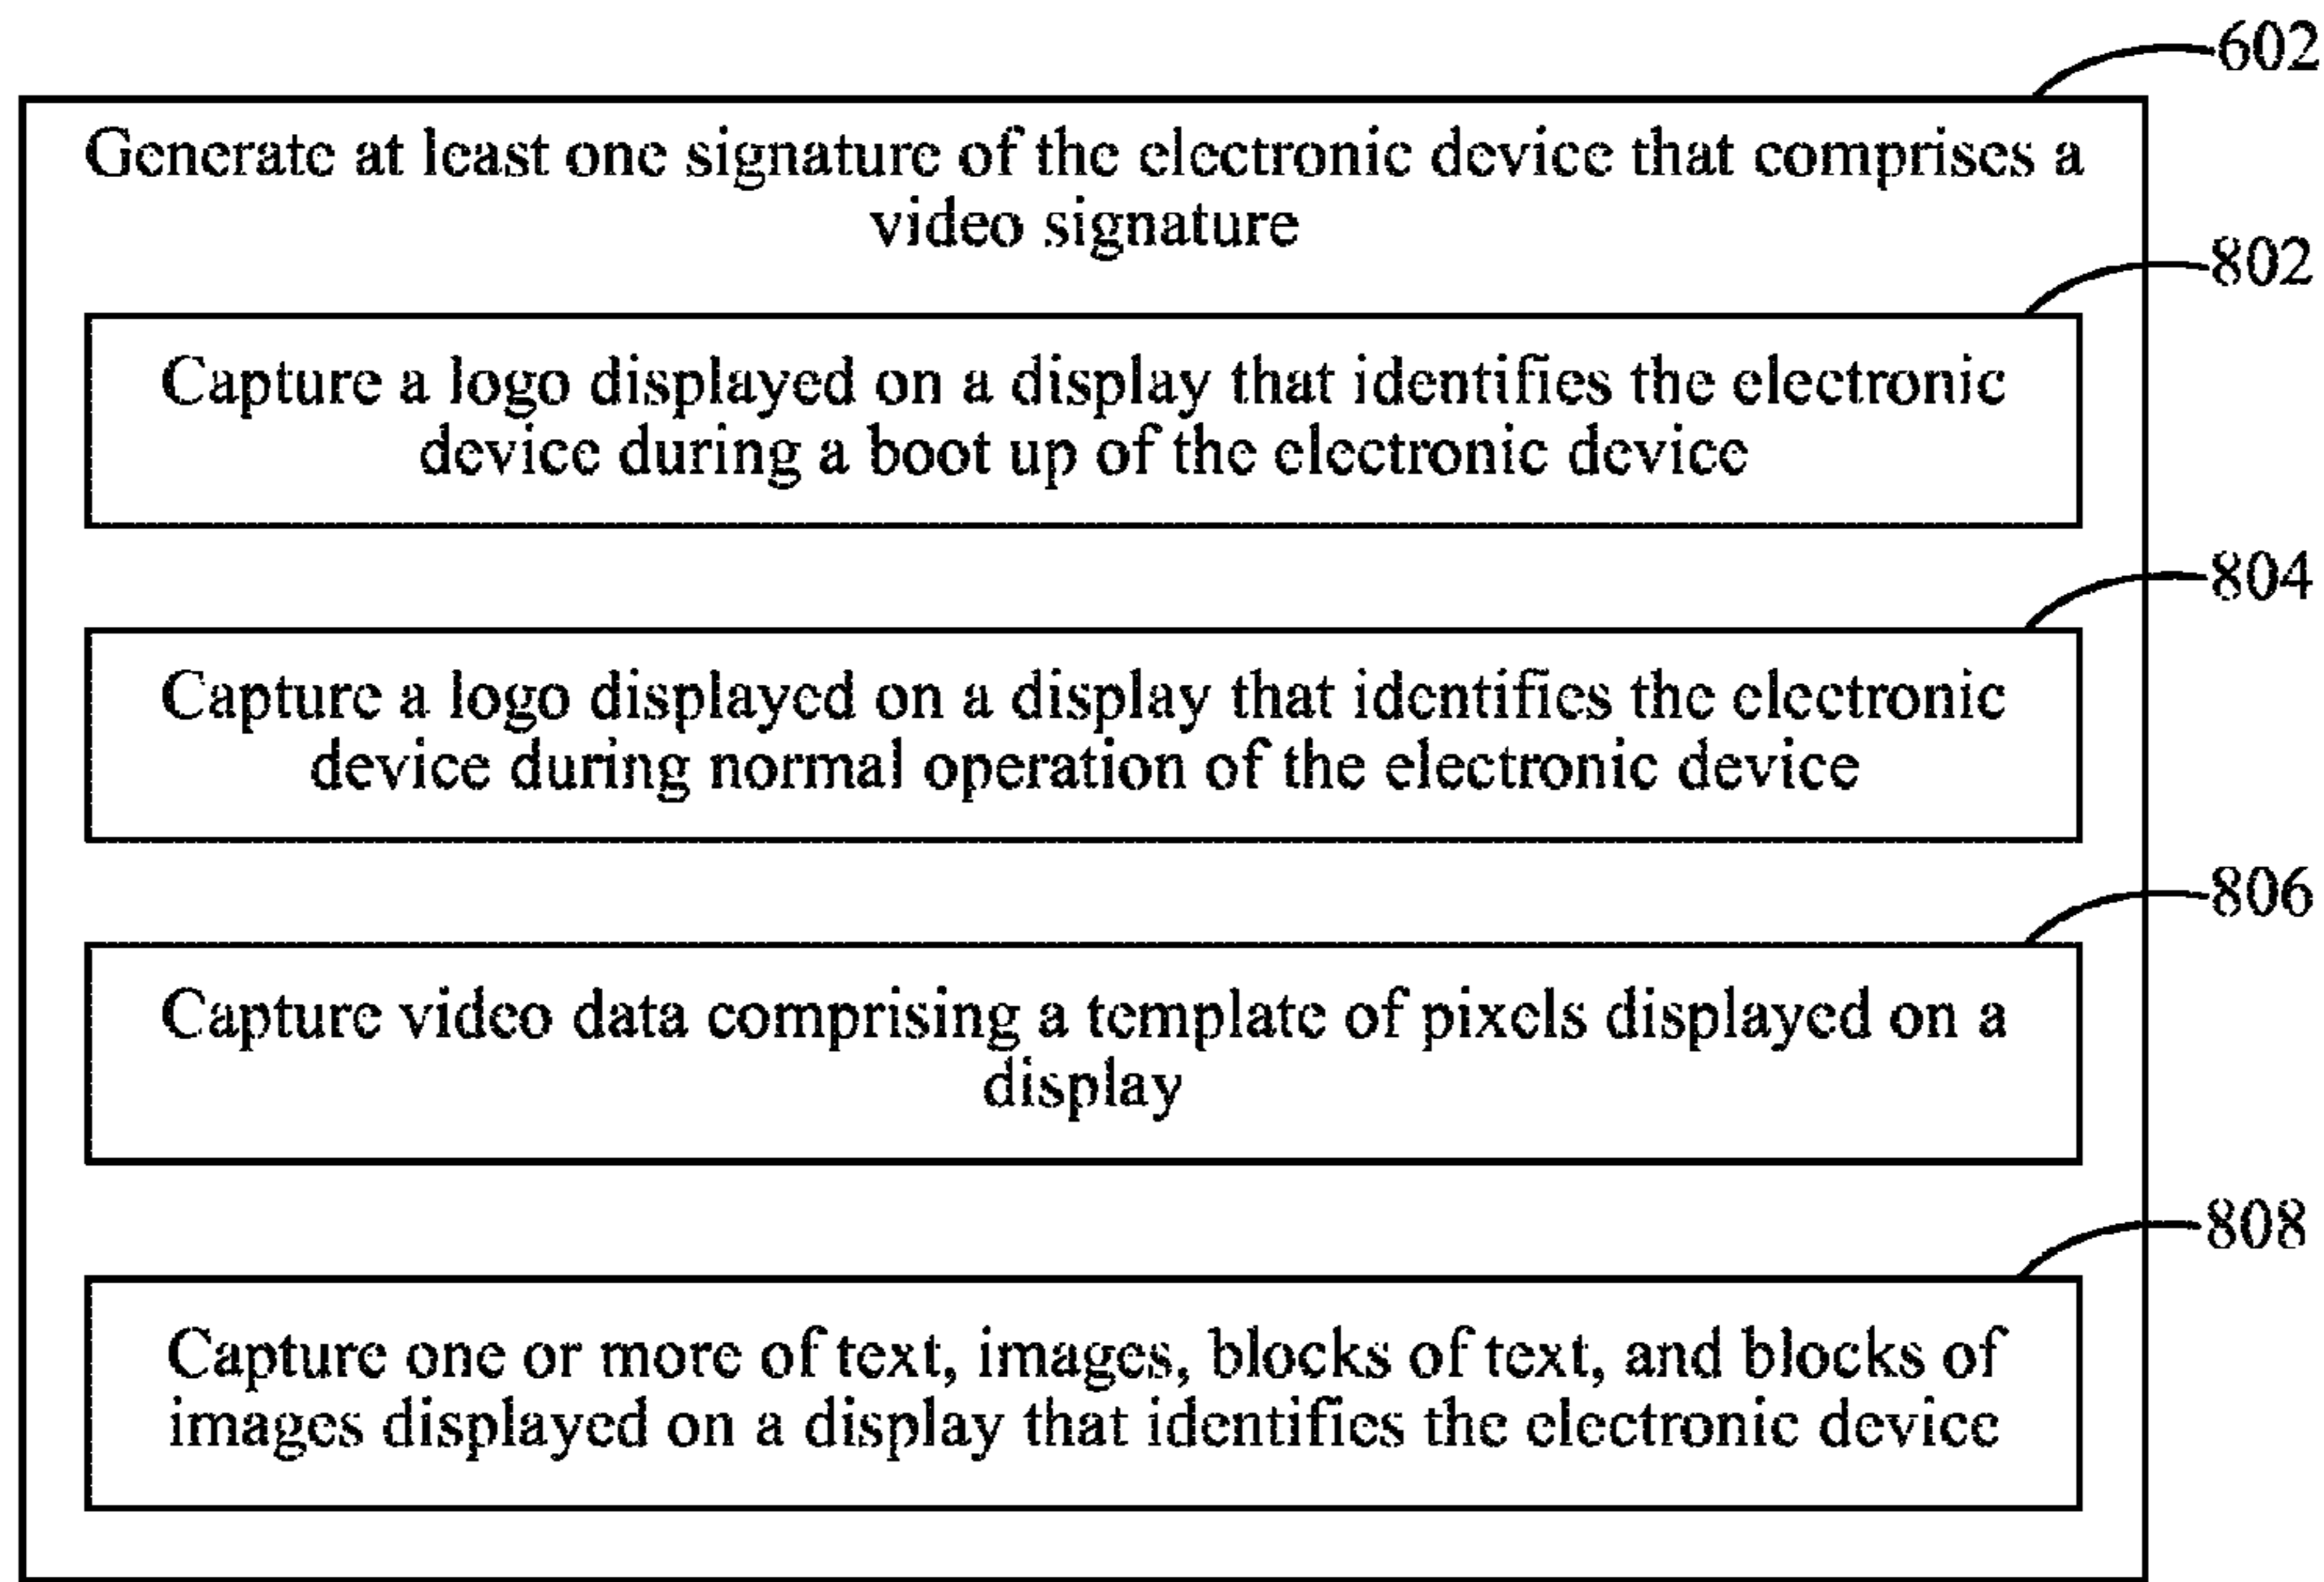 602
Generate at least one signature of the electronic device that comprises a
video signature
802
Capture a logo displayed on a display that identifies the electronic
device during a boot up of the electronic device
804
Capture a logo displayed on a display that identifies the electronic
device during normal operation of the electronic device
806
Capture video data comprising a template of pixels displayed on a
display
808
Capture one or more of text, images, blocks of text, and blocks of
images displayed on a display that identifies the electronic device